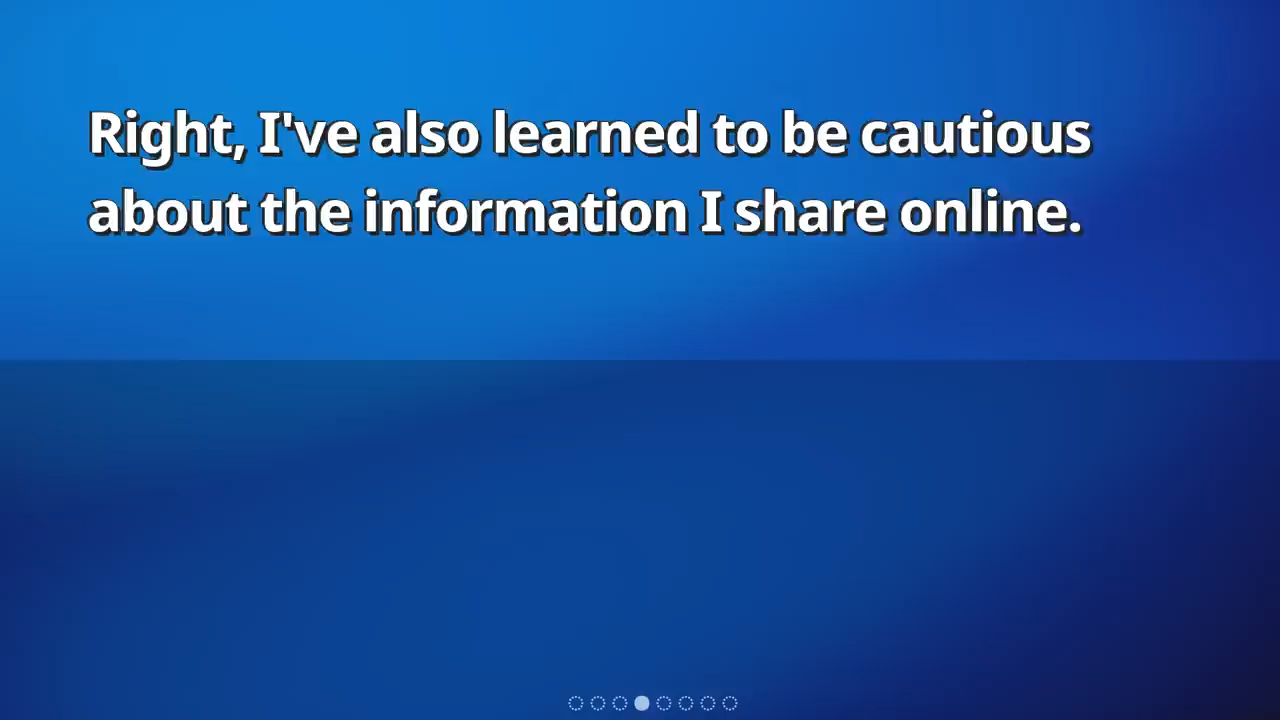 Right, I've also learned to be cautious
about the information I share online.